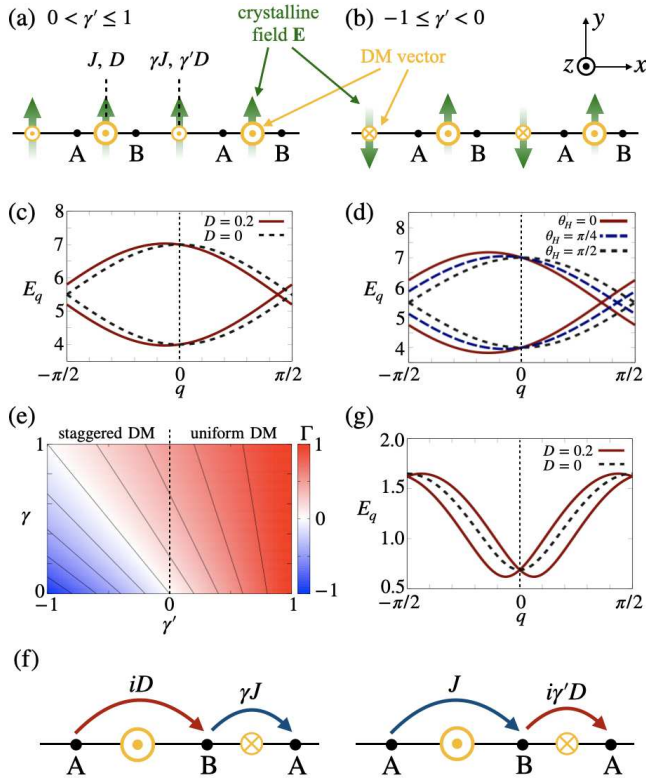 (a) 0 < γ′ ≤ 1
crystalline
field E
(b) −1 ≤ γ′ < 0
y
z
x
J, D
γJ, γ′D
DM vector
A B A B
A B A B
(c)
D = 0.2
D = 0
8
7
6
5
4
E_q
−π/2 0 π/2
q
(d)
θ_H = 0
θ_H = π/4
θ_H = π/2
8
7
6
5
4
E_q
−π/2 0 π/2
q
(e)
staggered DM uniform DM
Γ
1
0
−1
1
γ
0
−1 0 1
γ′
(g)
D = 0.2
D = 0
2.0
1.5
E_q
1.0
0.5
−π/2 0 π/2
q
(f)
iD γJ
A B A
J iγ′D
A B A